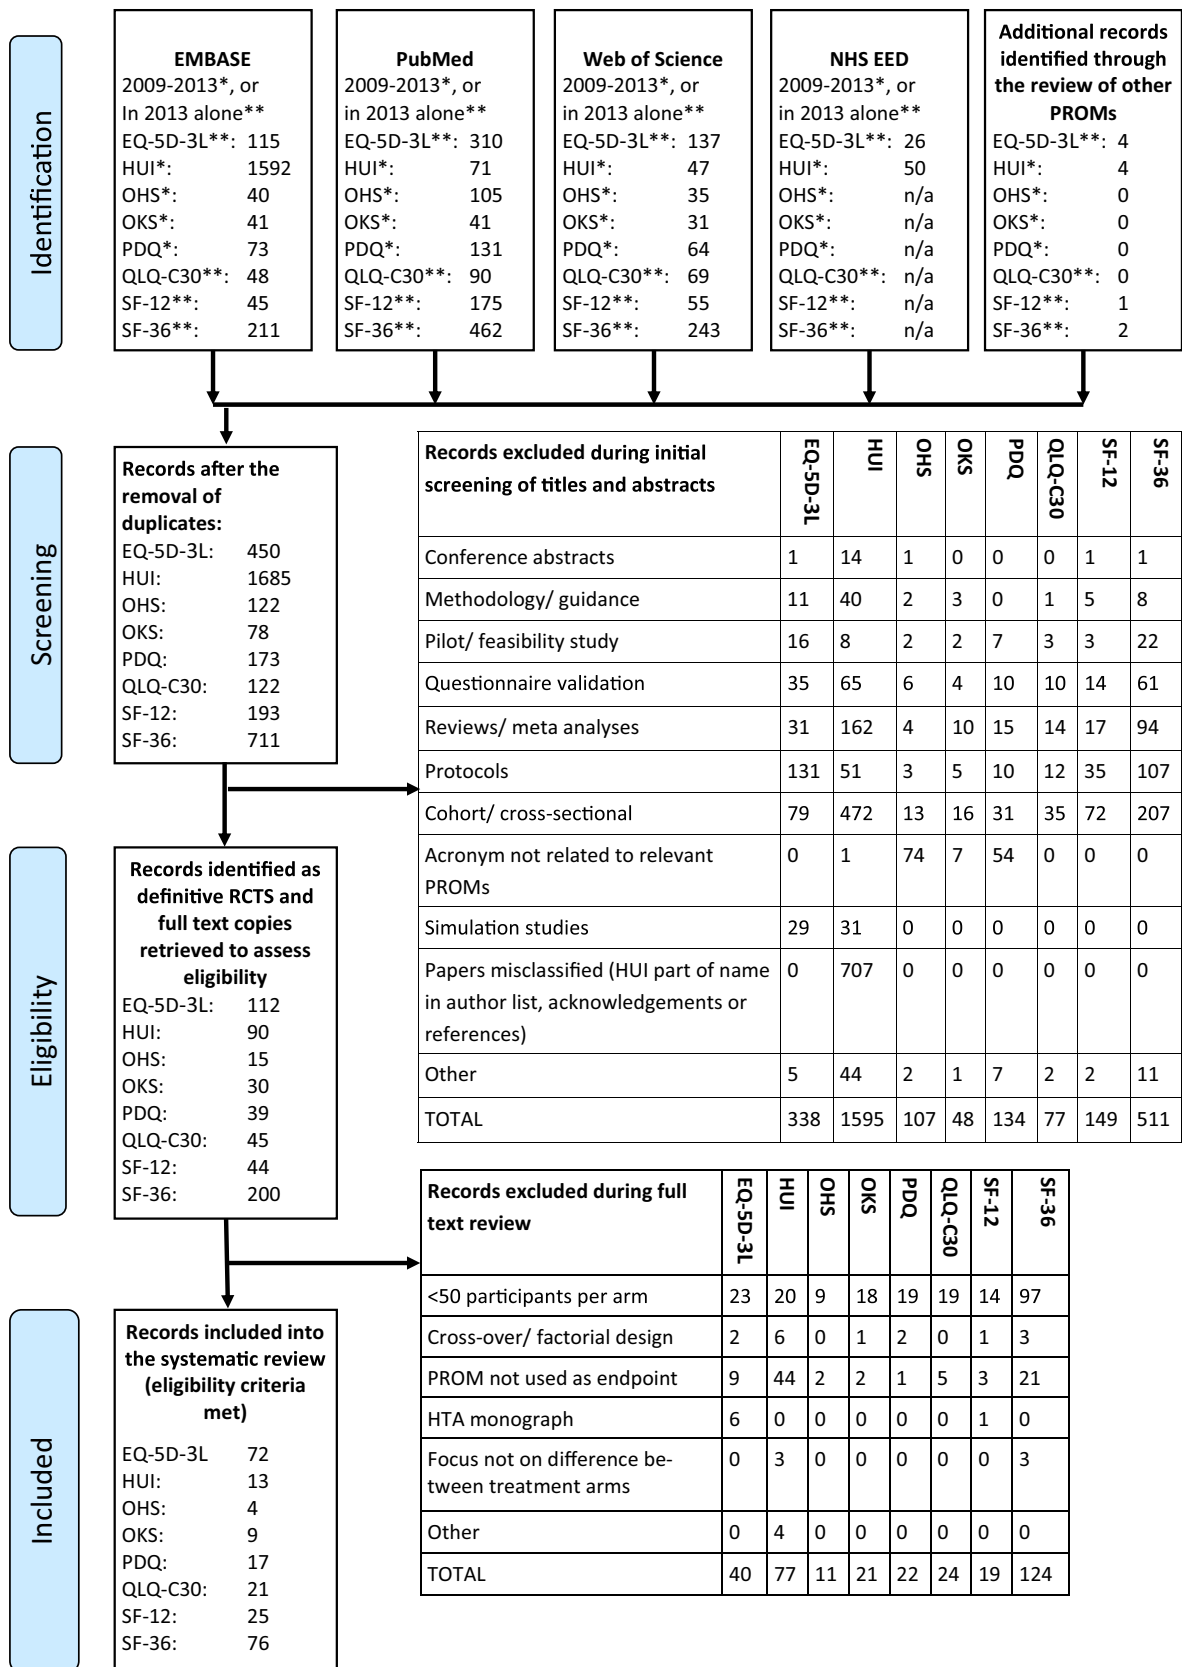 Identification
EMBASE
2009-2013*, or
In 2013 alone**
EQ-5D-3L**: 115
HUI*: 1592
OHS*: 40
OKS*: 41
PDQ*: 73
QLQ-C30**: 48
SF-12**: 45
SF-36**: 211
PubMed
2009-2013*, or
in 2013 alone**
EQ-5D-3L**: 310
HUI*: 71
OHS*: 105
OKS*: 41
PDQ*: 131
QLQ-C30**: 90
SF-12**: 175
SF-36**: 462
Web of Science
2009-2013*, or
in 2013 alone**
EQ-5D-3L**: 137
HUI*: 47
OHS*: 35
OKS*: 31
PDQ*: 64
QLQ-C30**: 69
SF-12**: 55
SF-36**: 243
NHS EED
2009-2013*, or
in 2013 alone**
EQ-5D-3L**: 26
HUI*: 50
OHS*: n/a
OKS*: n/a
PDQ*: n/a
QLQ-C30**: n/a
SF-12**: n/a
SF-36**: n/a
Additional records
identified through
the review of other
PROMs
EQ-5D-3L**: 4
HUI*: 4
OHS*: 0
OKS*: 0
PDQ*: 0
QLQ-C30**: 0
SF-12**: 1
SF-36**: 2
Screening
Records after the
removal of
duplicates:
EQ-5D-3L: 450
HUI: 1685
OHS: 122
OKS: 78
PDQ: 173
QLQ-C30: 122
SF-12: 193
SF-36: 711
Records excluded during initial
screening of titles and abstracts
EQ-5D-3L HUI OHS OKS PDQ QLQ-C30 SF-12 SF-36
Conference abstracts 1 14 1 0 0 0 1 1
Methodology/ guidance 11 40 2 3 0 1 5 8
Pilot/ feasibility study 16 8 2 2 7 3 3 22
Questionnaire validation 35 65 6 4 10 10 14 61
Reviews/ meta analyses 31 162 4 10 15 14 17 94
Protocols 131 51 3 5 10 12 35 107
Cohort/ cross-sectional 79 472 13 16 31 35 72 207
Acronym not related to relevant 0 1 74 7 54 0 0 0
PROMs
Simulation studies 29 31 0 0 0 0 0 0
Papers misclassified (HUI part of name 0 707 0 0 0 0 0 0
in author list, acknowledgements or
references)
Other 5 44 2 1 7 2 2 11
TOTAL 338 1595 107 48 134 77 149 511
Eligibility
Records identified as
definitive RCTS and
full text copies
retrieved to assess
eligibility
EQ-5D-3L: 112
HUI: 90
OHS: 15
OKS: 30
PDQ: 39
QLQ-C30: 45
SF-12: 44
SF-36: 200
Records excluded during full
text review
EQ-5D-3L HUI OHS OKS PDQ QLQ-C30 SF-12 SF-36
<50 participants per arm 23 20 9 18 19 19 14 97
Cross-over/ factorial design 2 6 0 1 2 0 1 3
PROM not used as endpoint 9 44 2 2 1 5 3 21
HTA monograph 6 0 0 0 0 0 1 0
Focus not on difference be- 0 3 0 0 0 0 0 3
tween treatment arms
Other 0 4 0 0 0 0 0 0
TOTAL 40 77 11 21 22 24 19 124
Included
Records included into
the systematic review
(eligibility criteria
met)
EQ-5D-3L 72
HUI: 13
OHS: 4
OKS: 9
PDQ: 17
QLQ-C30: 21
SF-12: 25
SF-36: 76